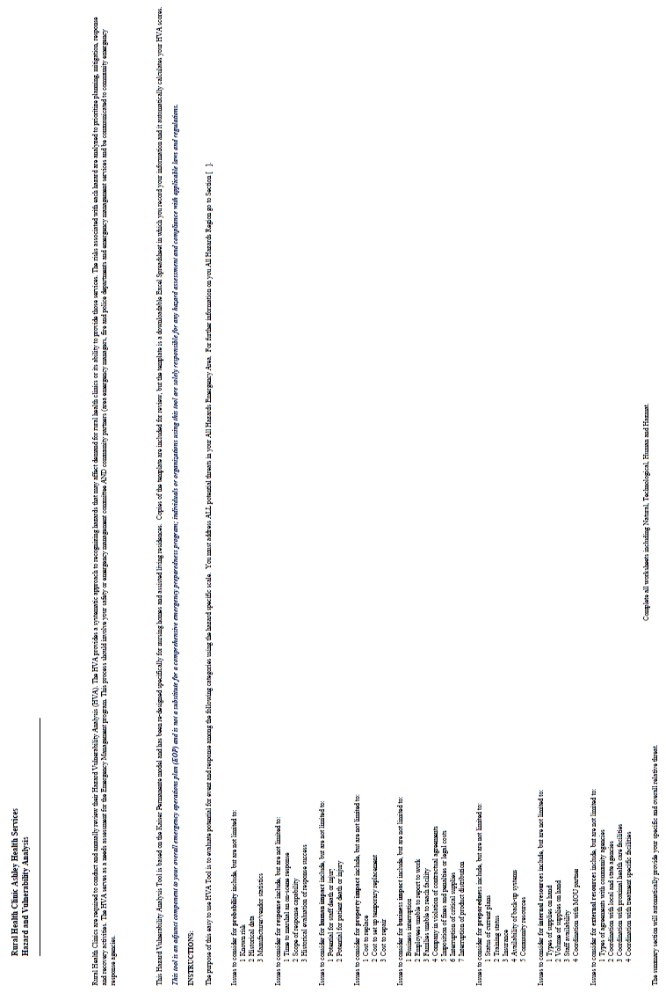 Rural Health Clinic Ashley Health Services
Hazard and Vulnerability Analysis
Rural Health Clinics are required to conduct and annually review their Hazard Vulnerability Analysis (HVA). The HVA provides a systematic approach to recognizing hazards that may affect demand for rural health clinics or its ability to provide those services. The risks associated with each hazard are analyzed to prioritize planning, mitigation, response
and recovery activities. The HVA serves as a needs assessment for the Emergency Management program. This process should involve your safety or emergency management committee AND community partners (area emergency managers, fire and police departments and emergency management services and be communicated to community emergency
response agencies.
This Hazard Vulnerability Analysis Tool is based on the Kaiser Permanente model and has been re-designed specifically for nursing homes and assisted living residences. Copies of the template are included for review, but the template is a downloadable Excel Spreadsheet in which you record your information and it automatically calculates your HVA scores.
This tool is an adjunct component to your overall emergency operations plan (EOP) and is not a substitute for a comprehensive emergency preparedness program; individuals or organizations using this tool are solely responsible for any hazard assessment and compliance with applicable laws and regulations.
INSTRUCTIONS:
The purpose of this easy to use HVA Tool is to evaluate potential for event and response among the following categories using the hazard specific scale. You must address ALL potential threats in your All Hazards Emergency Area. For further information on you All Hazards Region go to Section [ ].
Issues to consider for probability include, but are not limited to:
1 Known risk
2 Historical data
3 Manufacturer/vendor statistics
Issues to consider for response include, but are not limited to:
1 Time to marshal an on-scene response
2 Scope of response capability
3 Historical evaluation of response success
Issues to consider for human impact include, but are not limited to:
1 Potential for staff death or injury
2 Potential for patient death or injury
Issues to consider for property impact include, but are not limited to:
1 Cost to replace
2 Cost to set up temporary replacement
3 Cost to repair
Issues to consider for business impact include, but are not limited to:
1 Business interruption
2 Employees unable to report to work
3 Families unable to reach facility
4 Company in violation of contractual agreements
5 Imposition of fines and penalties or legal costs
6 Interruption of critical supplies
7 Interruption of product distribution
Issues to consider for preparedness include, but are not limited to:
1 Status of current plans
2 Training status
3 Insurance
4 Availability of back-up systems
5 Community resources
Issues to consider for internal resources include, but are not limited to:
1 Types of supplies on hand
2 Volume of supplies on hand
3 Staff availability
4 Coordination with MOU partner
Issues to consider for external resources include, but are not limited to:
1 Types of agreements with community agencies
2 Coordination with local and state agencies
3 Coordination with proximal health care facilities
4 Coordination with treatment specific facilities
Complete all worksheets including Natural, Technological, Human and Hazmat.
The summary section will automatically provide your specific and overall relative threat.